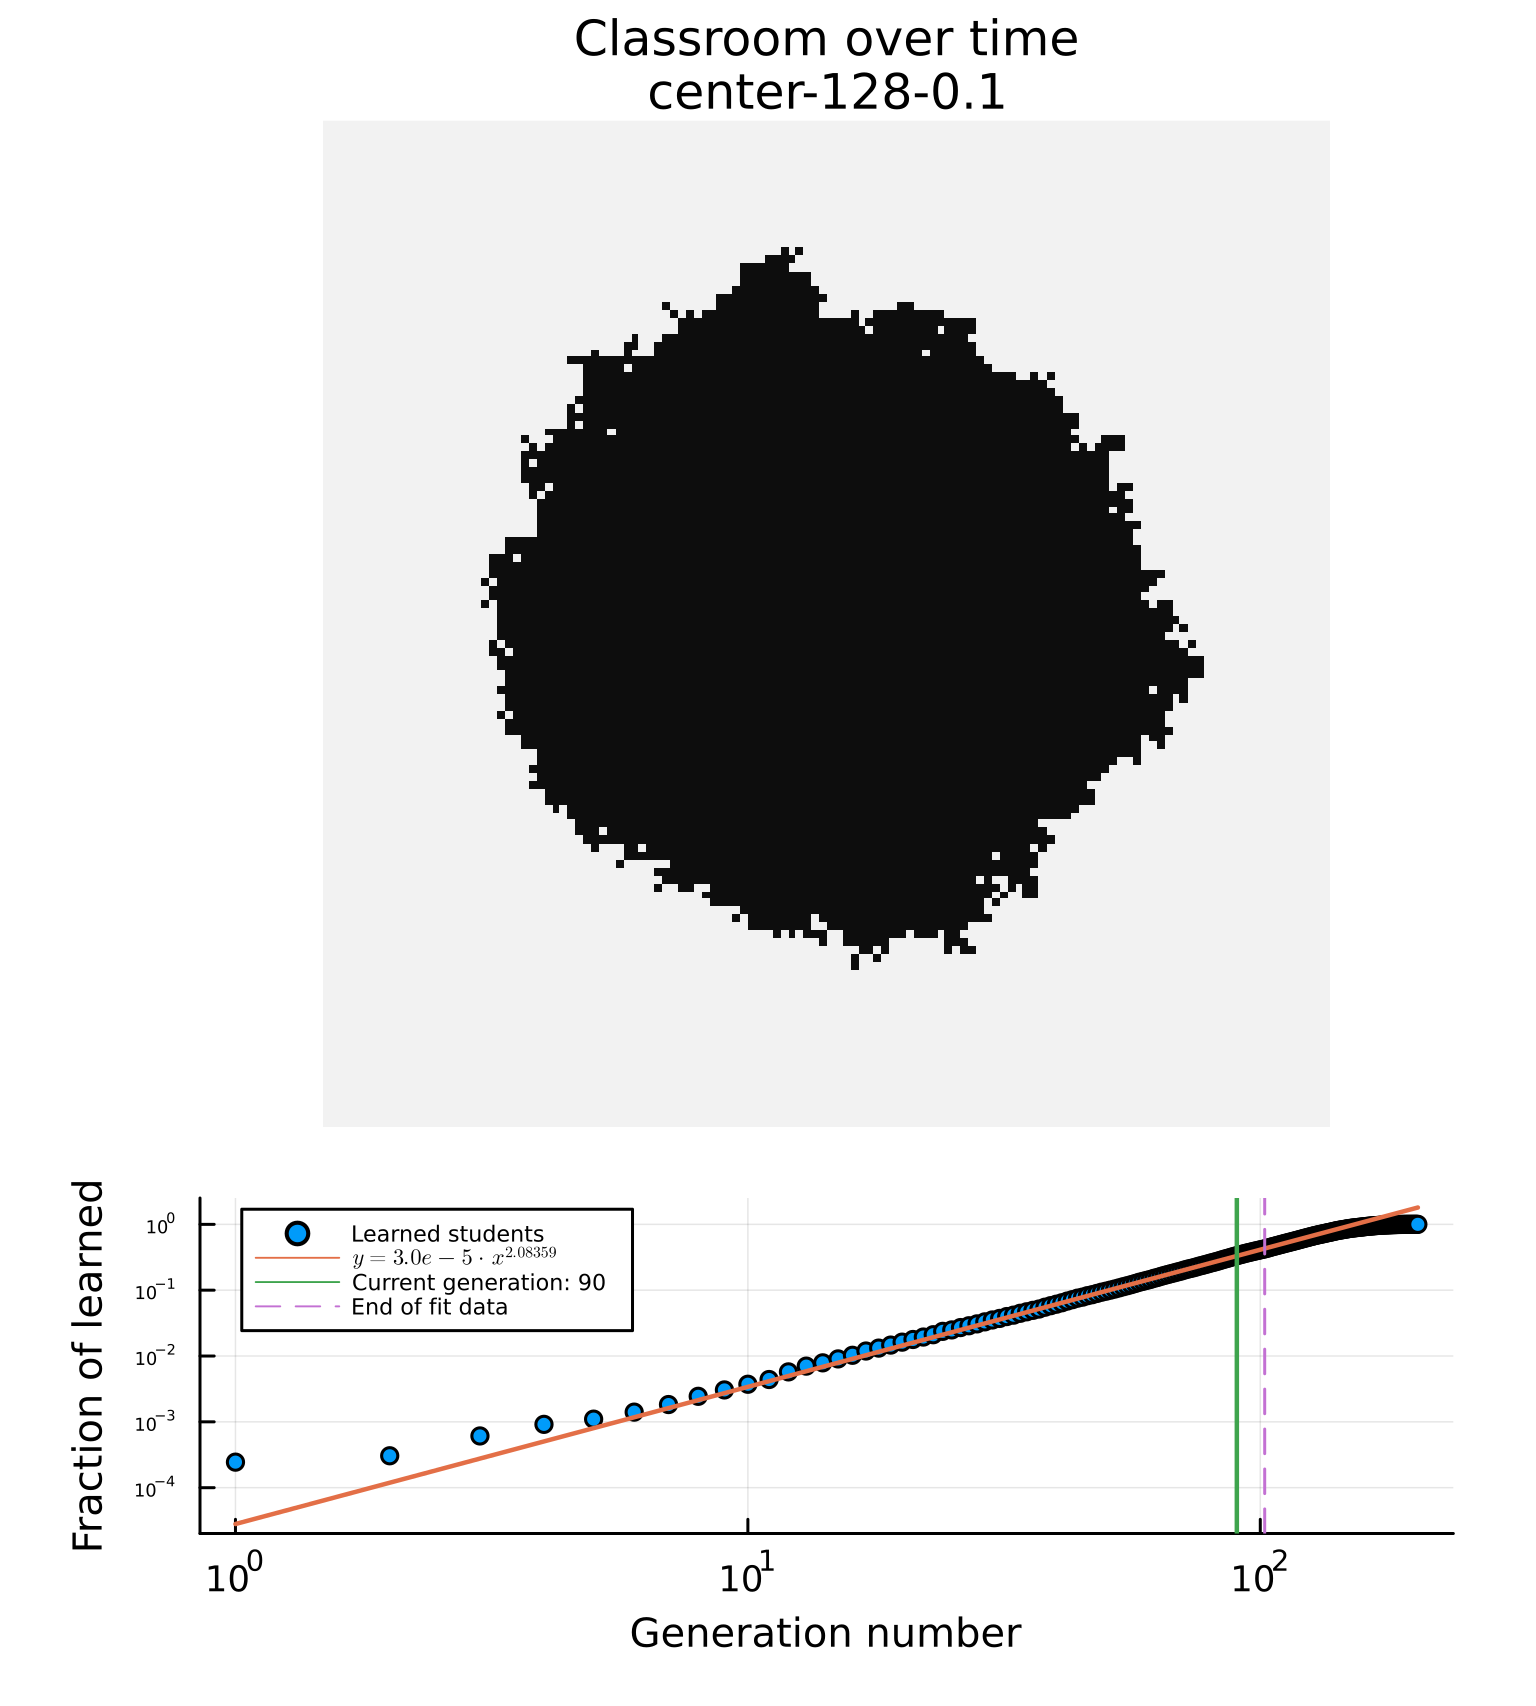 Classroom over time
center-128-0.1
Fraction of learned
10^0
10^-1
10^-2
10^-3
10^-4
Learned students
y = 3.0e − 5 · x^2.08359
Current generation: 90
End of fit data
10^0
10^1
10^2
Generation number